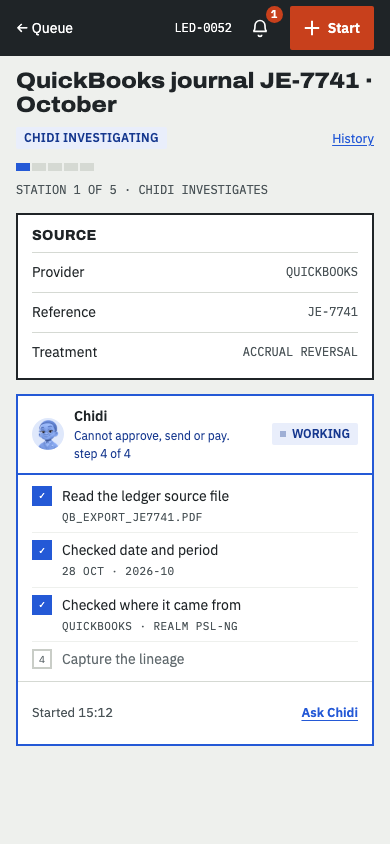 ← Queue
LED-0052
1
+ Start
QuickBooks journal JE-7741 ·
October
CHIDI INVESTIGATING
History
STATION 1 OF 5 · CHIDI INVESTIGATES
SOURCE
Provider QUICKBOOKS
Reference JE-7741
Treatment ACCRUAL REVERSAL
Chidi
Cannot approve, send or pay.
step 4 of 4
WORKING
✓ Read the ledger source file
QB_EXPORT_JE7741.PDF
✓ Checked date and period
28 OCT · 2026-10
✓ Checked where it came from
QUICKBOOKS · REALM PSL-NG
4 Capture the lineage
Started 15:12
Ask Chidi